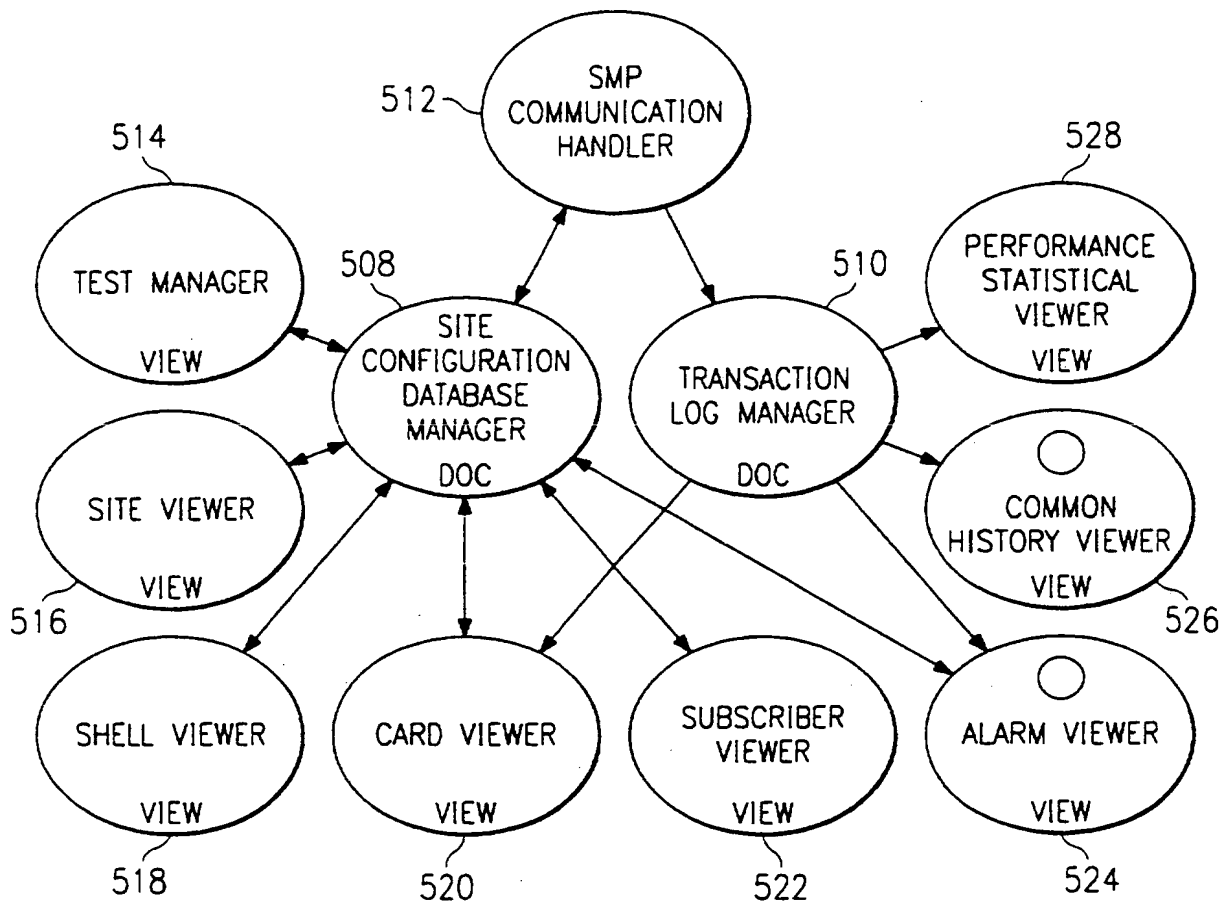 512
SMP
COMMUNICATION
HANDLER
514
TEST MANAGER
VIEW
508
SITE
CONFIGURATION
DATABASE
MANAGER
DOC
510
TRANSACTION
LOG MANAGER
DOC
528
PERFORMANCE
STATISTICAL
VIEWER
VIEW
SITE VIEWER
VIEW
516
COMMON
HISTORY VIEWER
VIEW
526
SHELL VIEWER
VIEW
518
CARD VIEWER
VIEW
520
SUBSCRIBER
VIEWER
VIEW
522
ALARM VIEWER
VIEW
524